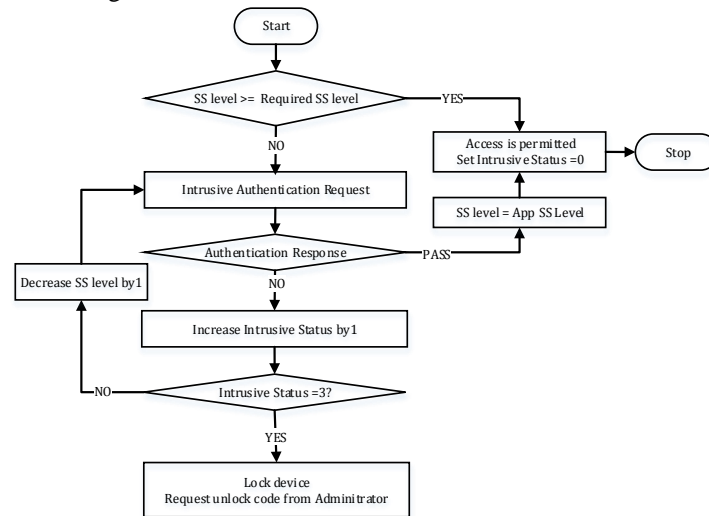 Start
SS level >= Required SS level
YES
NO
Access is permitted
Set Intrusive Status =0
Stop
Intrusive Authentication Request
SS level = App SS Level
Authentication Response
PASS
NO
Decrease SS level by1
Increase Intrusive Status by1
Intrusive Status =3?
NO
YES
Lock device
Request unlock code from Adminitrator